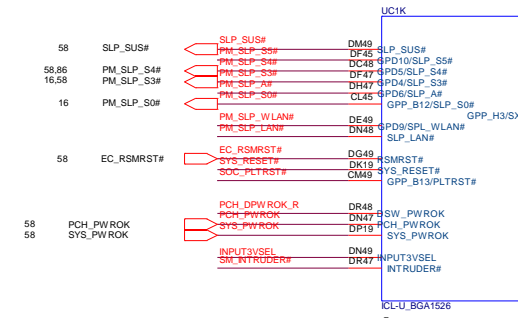 UC1K
58 SLP_SUS# SLP_SUS# DM49 SLP_SUS#
PM_SLP_S5# DF45 GPD10/SLP_S5#
58,86 PM_SLP_S4# PM_SLP_S4# DC48 GPD5/SLP_S4#
16,58 PM_SLP_S3# PM_SLP_S3# DF47 GPD4/SLP_S3#
PM_SLP_A# DH47 GPD6/SLP_A#
16 PM_SLP_S0# PM_SLP_S0# CL45 GPP_B12/SLP_S0#
GPP_H3/SX
PM_SLP_WLAN# DE49 GPD9/SPL_WLAN#
PM_SLP_LAN# DN48 SLP_LAN#
58 EC_RSMRST# EC_RSMRST# DG49 RSMRST#
SYS_RESET# DK19 SYS_RESET#
SOC_PLTRST# CM49 GPP_B13/PLTRST#
PCH_DPWROK_R DR48 DSW_PWROK
58 PCH_PWROK PCH_PWROK DN47 PCH_PWROK
58 SYS_PWROK SYS_PWROK DP19 SYS_PWROK
INPUT3VSEL DN49 INPUT3VSEL
SM_INTRUDER# DR47 INTRUDER#
ICL-U_BGA1526